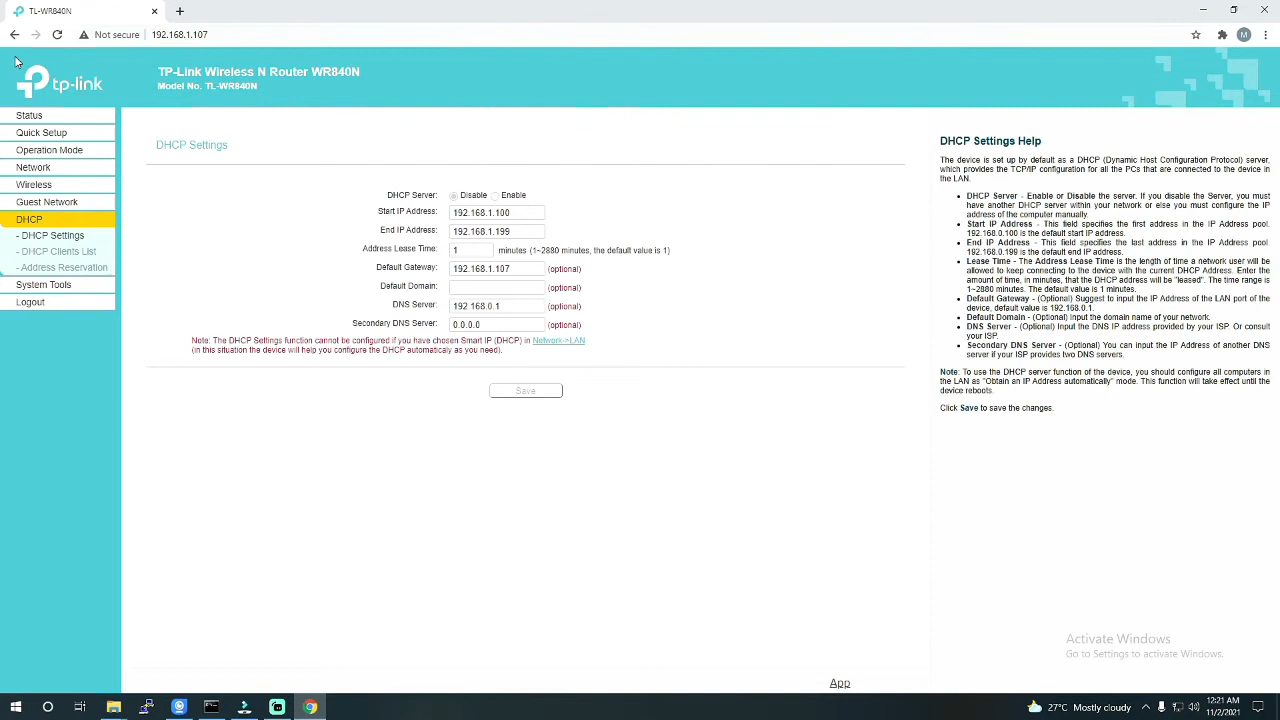 TL-WR840N
Not secure
192.168.1.107
M
tp-link
TP-Link Wireless N Router WR840N
Model No. TL-WR840N
Status
Quick Setup
Operation Mode
Network
Wireless
Guest Network
DHCP
- DHCP Settings
- DHCP Clients List
- Address Reservation
System Tools
Logout
DHCP Settings
DHCP Server: Disable Enable
Start IP Address: 192.168.1.100
End IP Address: 192.168.1.199
Address Lease Time: 1 minutes (1~2880 minutes, the default value is 1)
Default Gateway: 192.168.1.107 (optional)
Default Domain: (optional)
DNS Server: 192.168.0.1 (optional)
Secondary DNS Server: 0.0.0.0 (optional)
Note: The DHCP Settings function cannot be configured if you have chosen Smart IP (DHCP) in Network->LAN
(in this situation the device will help you configure the DHCP automaticaly as you need).
Save
DHCP Settings Help
The device is set up by default as a DHCP (Dynamic Host Configuration Protocol) server,
which provides the TCP/IP configuration for all the PCs that are connected to the device in
the LAN.
• DHCP Server - Enable or Disable the server. If you disable the Server, you must
have another DHCP server within your network or else you must configure the IP
address of the computer manually.
• Start IP Address - This field specifies the first address in the IP Address pool.
192.168.0.100 is the default start IP address.
• End IP Address - This field specifies the last address in the IP Address pool.
192.168.0.199 is the default end IP address.
• Lease Time - The Address Lease Time is the length of time a network user will be
allowed to keep connecting to the device with the current DHCP Address. Enter the
amount of time, in minutes, that the DHCP address will be "leased". The time range is
1~2880 minutes. The default value is 1 minutes.
• Default Gateway - (Optional) Suggest to input the IP Address of the LAN port of the
device, default value is 192.168.0.1.
• Default Domain - (Optional) Input the domain name of your network.
• DNS Server - (Optional) Input the DNS IP address provided by your ISP. Or consult
your ISP.
• Secondary DNS Server - (Optional) You can input the IP Address of another DNS
server if your ISP provides two DNS servers.
Note: To use the DHCP server function of the device, you should configure all computers in
the LAN as "Obtain an IP Address automatically" mode. This function will take effect until the
device reboots.
Click Save to save the changes.
Activate Windows
Go to Settings to activate Windows.
App
27°C Mostly cloudy
12:21 AM
11/2/2021